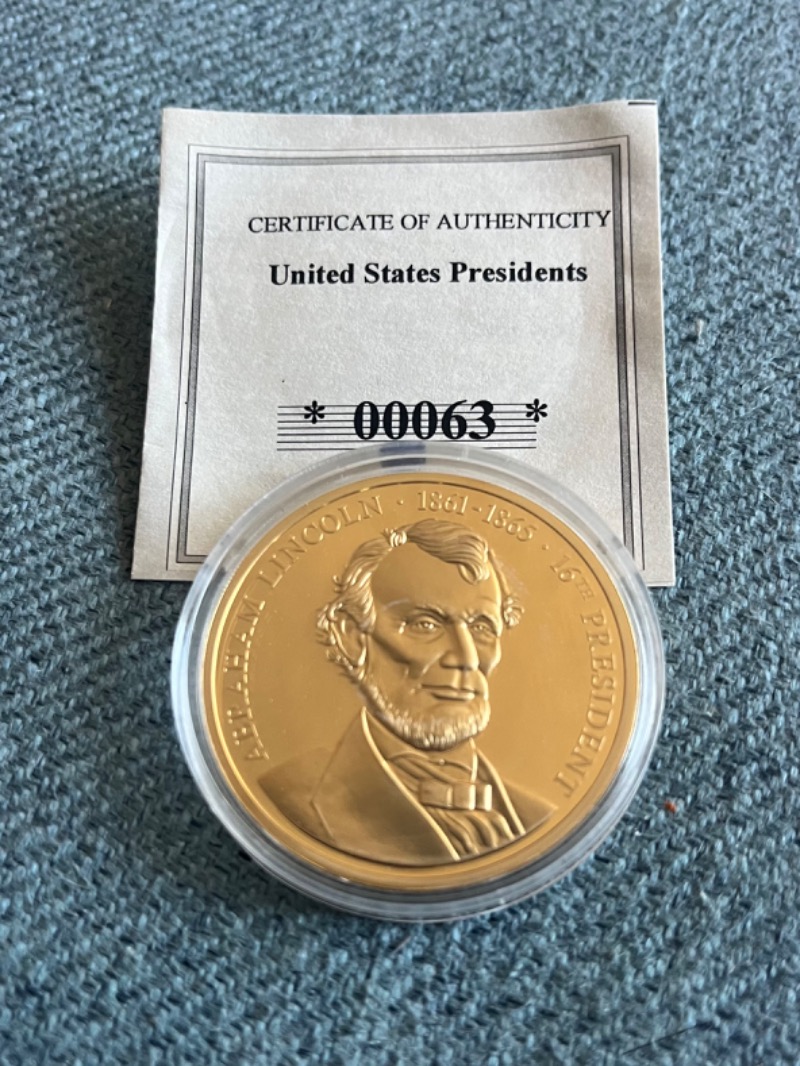 CERTIFICATE OF AUTHENTICITY
United States Presidents
* 00063 *
ABRAHAM LINCOLN · 1861-1865 · 16TH PRESIDENT